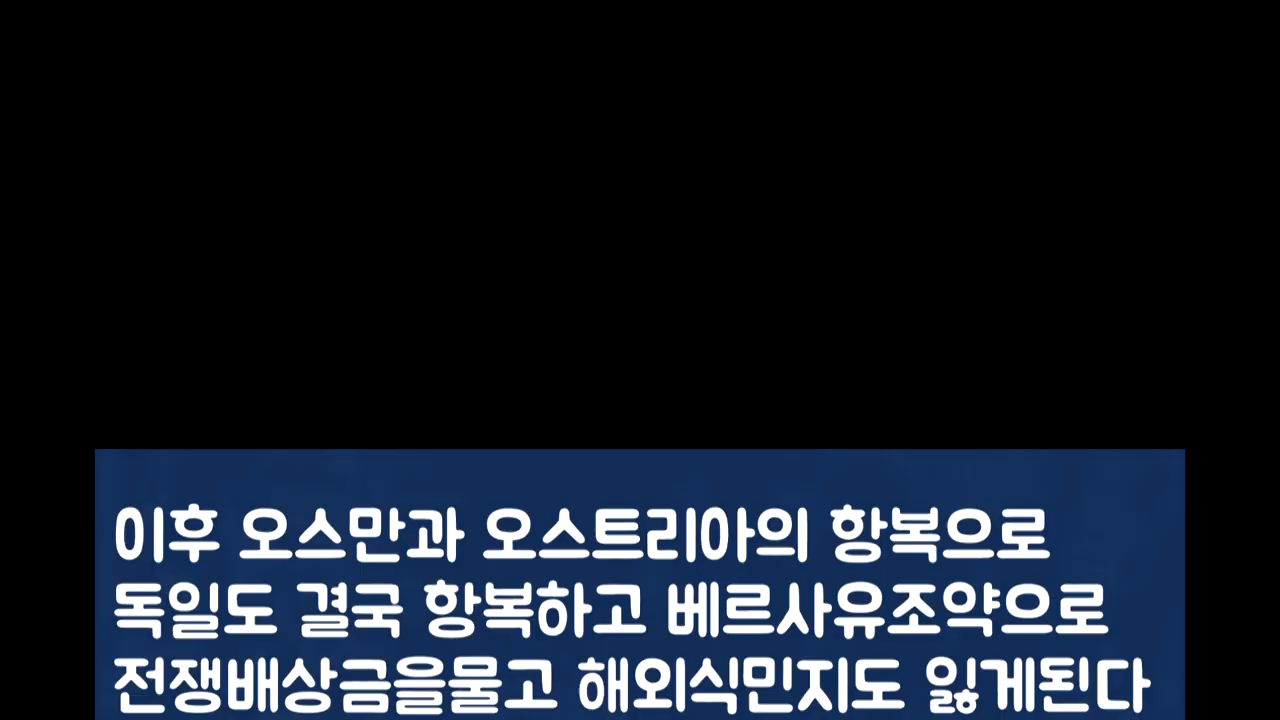 이후 오스만과 오스트리아의 항복으로
독일도 결국 항복하고 베르사유조약으로
전쟁배상금을물고 해외식민지도 잃게된다